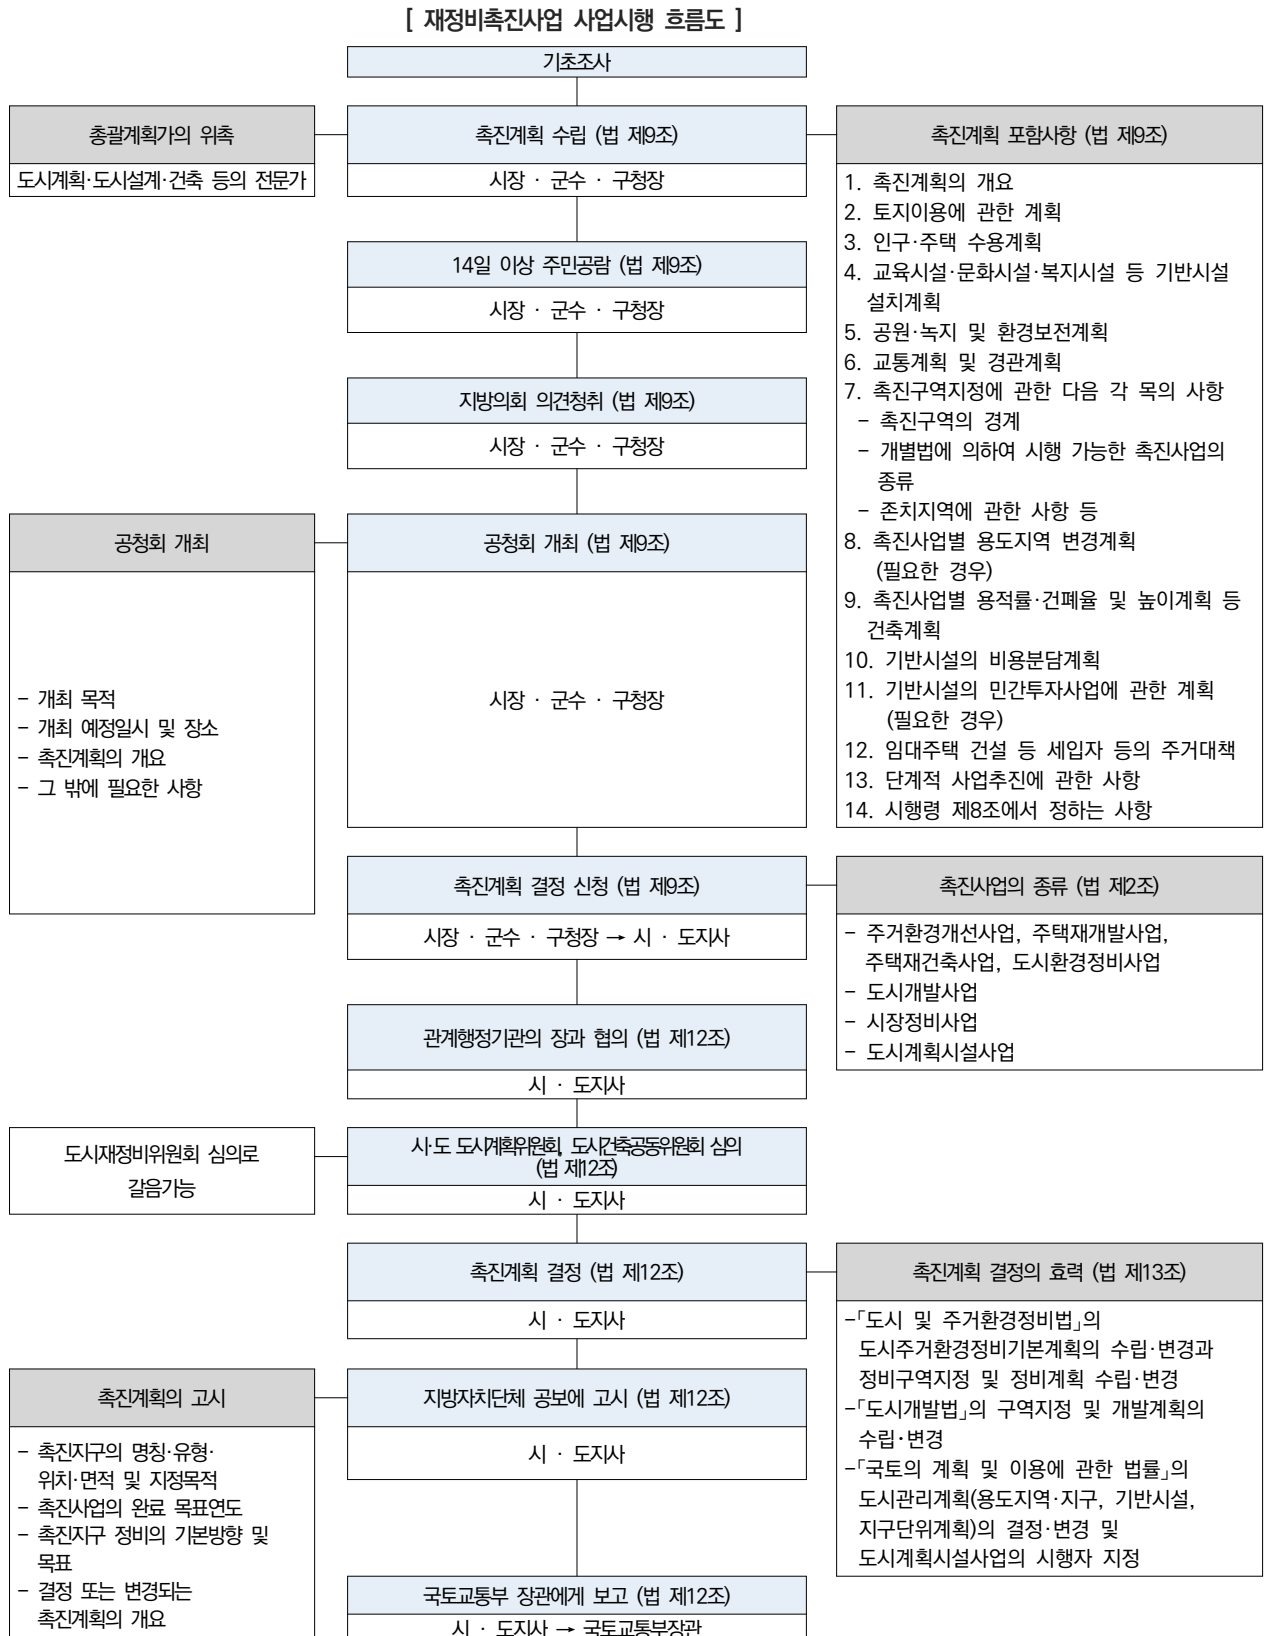 [ 재정비촉진사업 사업시행 흐름도 ]
기초조사
총괄계획가의 위촉
도시계획·도시설계·건축 등의 전문가
촉진계획 수립 (법 제9조)
시장 · 군수 · 구청장
촉진계획 포함사항 (법 제9조)
1. 촉진계획의 개요
2. 토지이용에 관한 계획
3. 인구·주택 수용계획
4. 교육시설·문화시설·복지시설 등 기반시설
설치계획
5. 공원·녹지 및 환경보전계획
6. 교통계획 및 경관계획
7. 촉진구역지정에 관한 다음 각 목의 사항
- 촉진구역의 경계
- 개별법에 의하여 시행 가능한 촉진사업의
종류
- 존치지역에 관한 사항 등
8. 촉진사업별 용도지역 변경계획
(필요한 경우)
9. 촉진사업별 용적률·건폐율 및 높이계획 등
건축계획
10. 기반시설의 비용분담계획
11. 기반시설의 민간투자사업에 관한 계획
(필요한 경우)
12. 임대주택 건설 등 세입자 등의 주거대책
13. 단계적 사업추진에 관한 사항
14. 시행령 제8조에서 정하는 사항
14일 이상 주민공람 (법 제9조)
시장 · 군수 · 구청장
지방의회 의견청취 (법 제9조)
시장 · 군수 · 구청장
공청회 개최
- 개최 목적
- 개최 예정일시 및 장소
- 촉진계획의 개요
- 그 밖에 필요한 사항
공청회 개최 (법 제9조)
시장 · 군수 · 구청장
촉진계획 결정 신청 (법 제9조)
시장 · 군수 · 구청장 → 시 · 도지사
촉진사업의 종류 (법 제2조)
- 주거환경개선사업, 주택재개발사업,
주택재건축사업, 도시환경정비사업
- 도시개발사업
- 시장정비사업
- 도시계획시설사업
관계행정기관의 장과 협의 (법 제12조)
시 · 도지사
도시재정비위원회 심의로
갈음가능
시·도 도시계획위원회, 도시건축공동위원회 심의
(법 제12조)
시 · 도지사
촉진계획 결정 (법 제12조)
시 · 도지사
촉진계획 결정의 효력 (법 제13조)
-「도시 및 주거환경정비법」의
도시주거환경정비기본계획의 수립·변경과
정비구역지정 및 정비계획 수립·변경
-「도시개발법」의 구역지정 및 개발계획의
수립·변경
-「국토의 계획 및 이용에 관한 법률」의
도시관리계획(용도지역·지구, 기반시설,
지구단위계획)의 결정·변경 및
도시계획시설사업의 시행자 지정
촉진계획의 고시
- 촉진지구의 명칭·유형·
위치·면적 및 지정목적
- 촉진사업의 완료 목표연도
- 촉진지구 정비의 기본방향 및
목표
- 결정 또는 변경되는
촉진계획의 개요
지방자치단체 공보에 고시 (법 제12조)
시 · 도지사
국토교통부 장관에게 보고 (법 제12조)
시 · 도지사 → 국토교통부장관